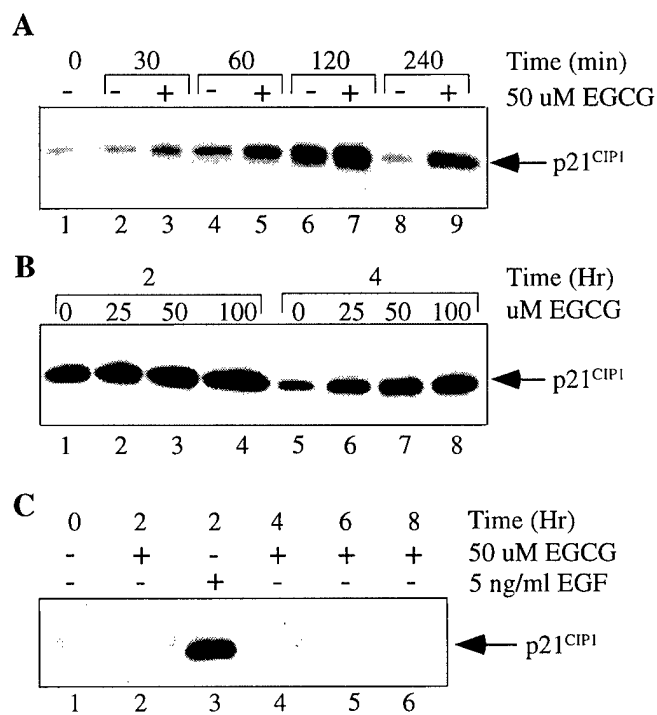 A
0 30 60 120 240 Time (min)
- - + - + - + - + 50 uM EGCG
p21CIP1
1 2 3 4 5 6 7 8 9
B
2 4 Time (Hr)
0 25 50 100 0 25 50 100 uM EGCG
p21CIP1
1 2 3 4 5 6 7 8
C
0 2 2 4 6 8 Time (Hr)
- + - + + + 50 uM EGCG
- - + - - - 5 ng/ml EGF
p21CIP1
1 2 3 4 5 6